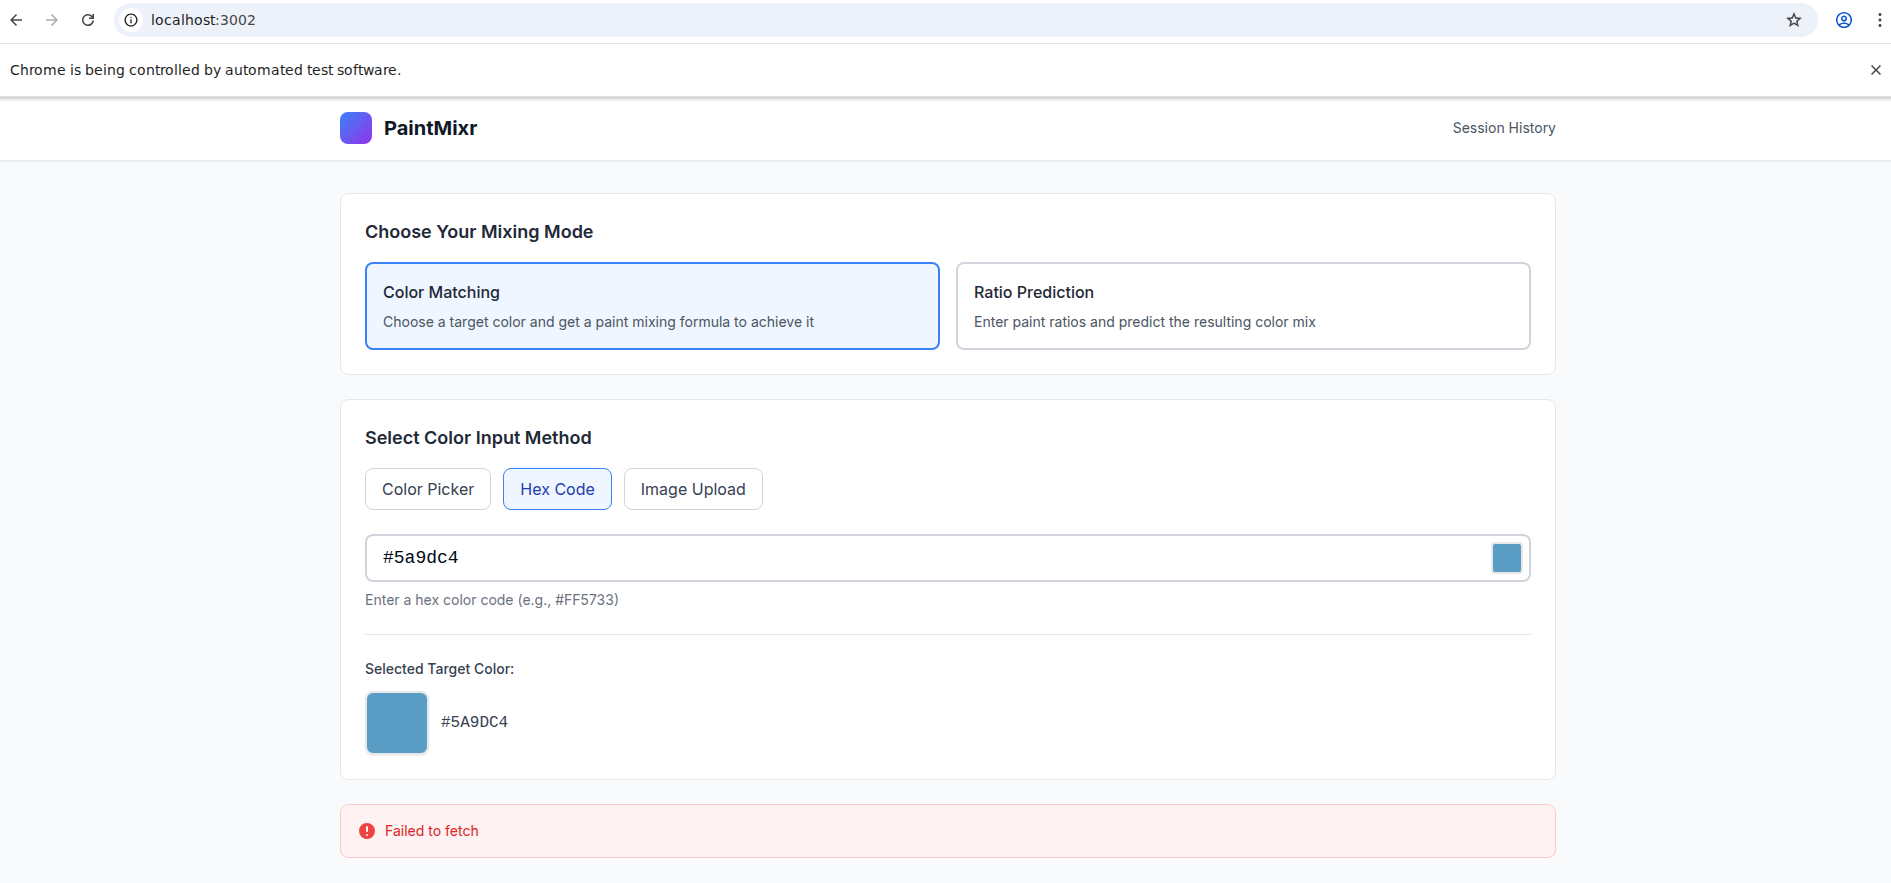 localhost:3002
Chrome is being controlled by automated test software.
PaintMixr
Session History
Choose Your Mixing Mode
Color Matching
Choose a target color and get a paint mixing formula to achieve it
Ratio Prediction
Enter paint ratios and predict the resulting color mix
Select Color Input Method
Color Picker
Hex Code
Image Upload
#5a9dc4
Enter a hex color code (e.g., #FF5733)
Selected Target Color:
#5A9DC4
Failed to fetch